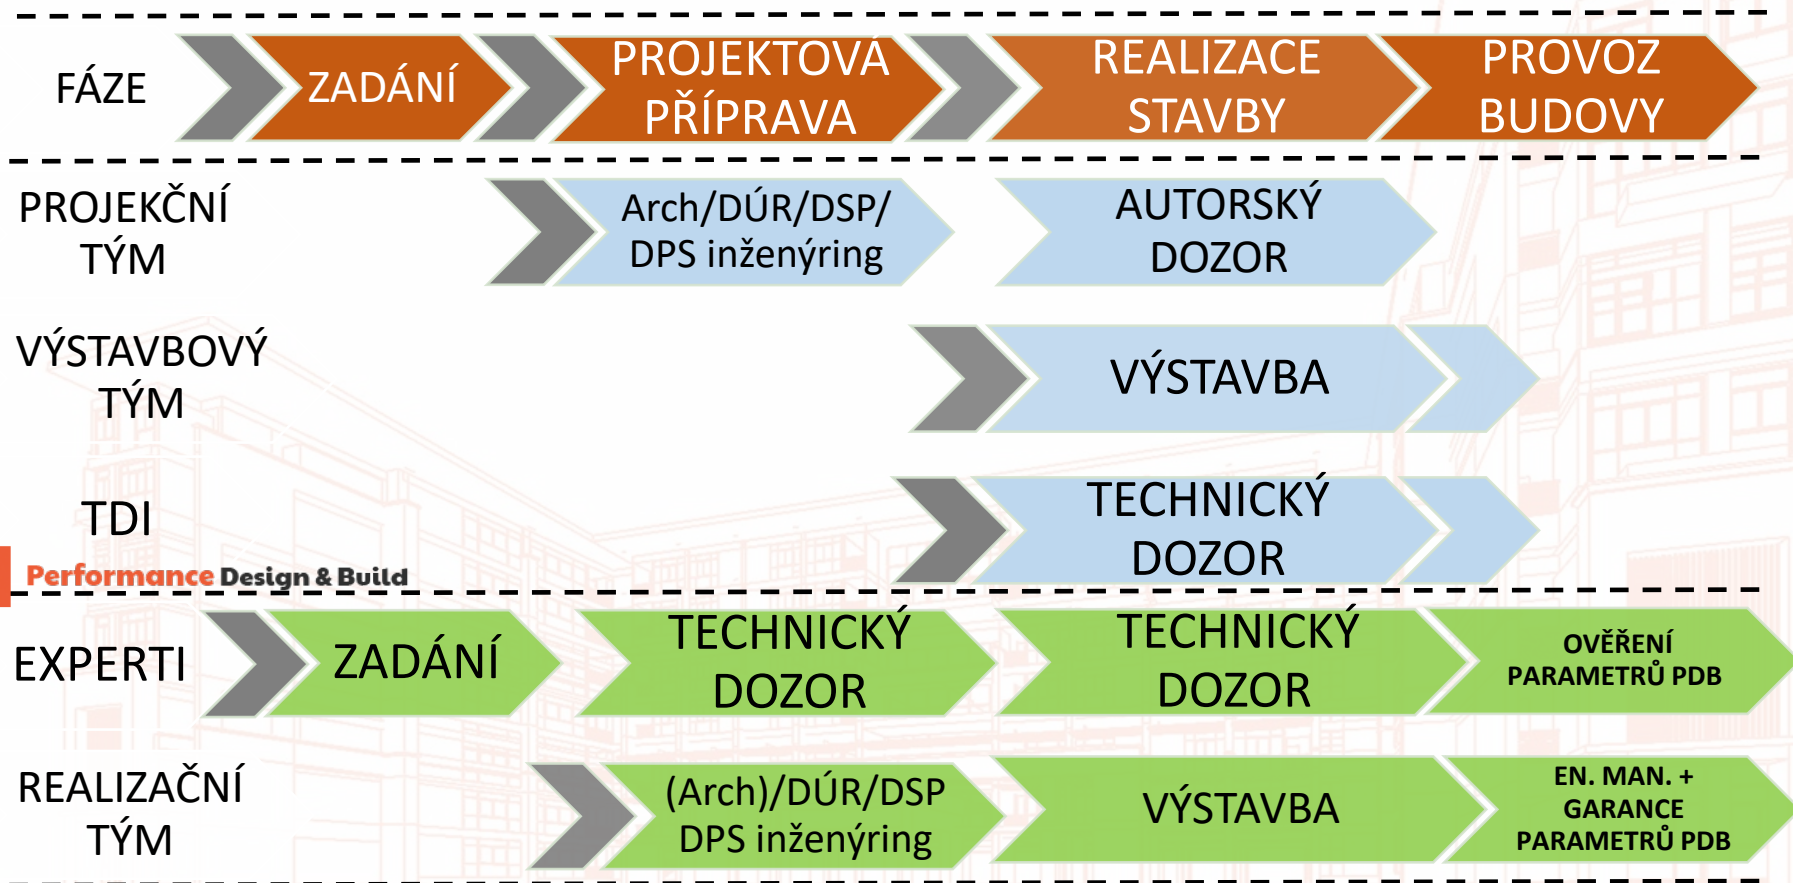 FÁZE
ZADÁNÍ
PROJEKTOVÁ
PŘÍPRAVA
REALIZACE
STAVBY
PROVOZ
BUDOVY
PROJEKČNÍ
TÝM
Arch/DÚR/DSP/
DPS inženýring
AUTORSKÝ
DOZOR
VÝSTAVBOVÝ
TÝM
VÝSTAVBA
TDI
TECHNICKÝ
DOZOR
Performance Design & Build
EXPERTI
ZADÁNÍ
TECHNICKÝ
DOZOR
TECHNICKÝ
DOZOR
OVĚŘENÍ
PARAMETRŮ PDB
REALIZAČNÍ
TÝM
(Arch)/DÚR/DSP
DPS inženýring
VÝSTAVBA
EN. MAN. +
GARANCE
PARAMETRŮ PDB